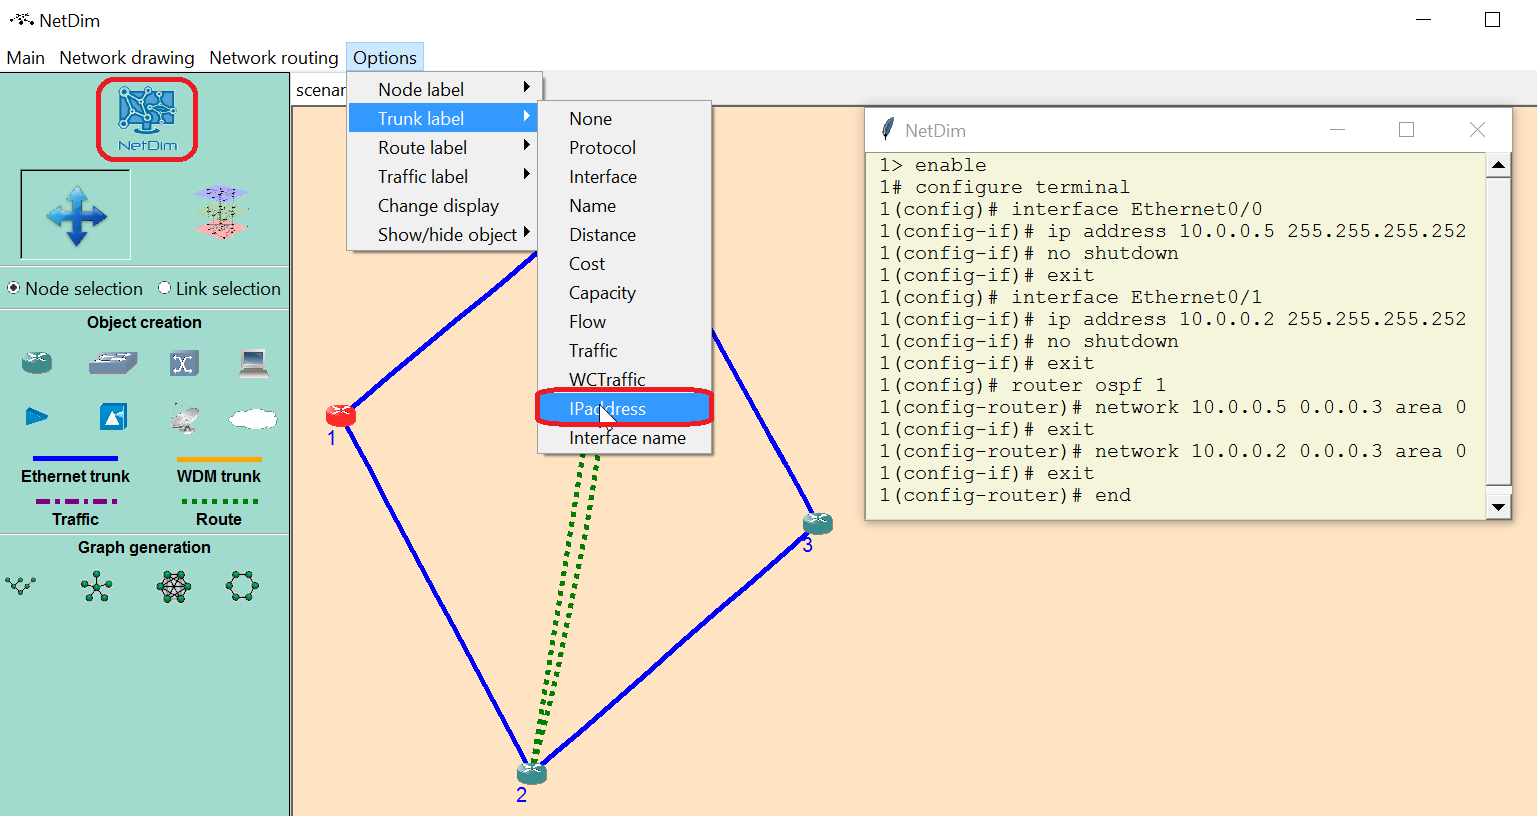 NetDim
Main Network drawing Network routing Options
NetDim
Node selection Link selection
Object creation
Ethernet trunk WDM trunk
Traffic Route
Graph generation
scenar
Node label
Trunk label
Route label
Traffic label
Change display
Show/hide object
None
Protocol
Interface
Name
Distance
Cost
Capacity
Flow
Traffic
WCTraffic
IPaddress
Interface name
1
2
3
NetDim
1> enable
1# configure terminal
1(config)# interface Ethernet0/0
1(config-if)# ip address 10.0.0.5 255.255.255.252
1(config-if)# no shutdown
1(config-if)# exit
1(config)# interface Ethernet0/1
1(config-if)# ip address 10.0.0.2 255.255.255.252
1(config-if)# no shutdown
1(config-if)# exit
1(config)# router ospf 1
1(config-router)# network 10.0.0.5 0.0.0.3 area 0
1(config-if)# exit
1(config-router)# network 10.0.0.2 0.0.0.3 area 0
1(config-if)# exit
1(config-router)# end